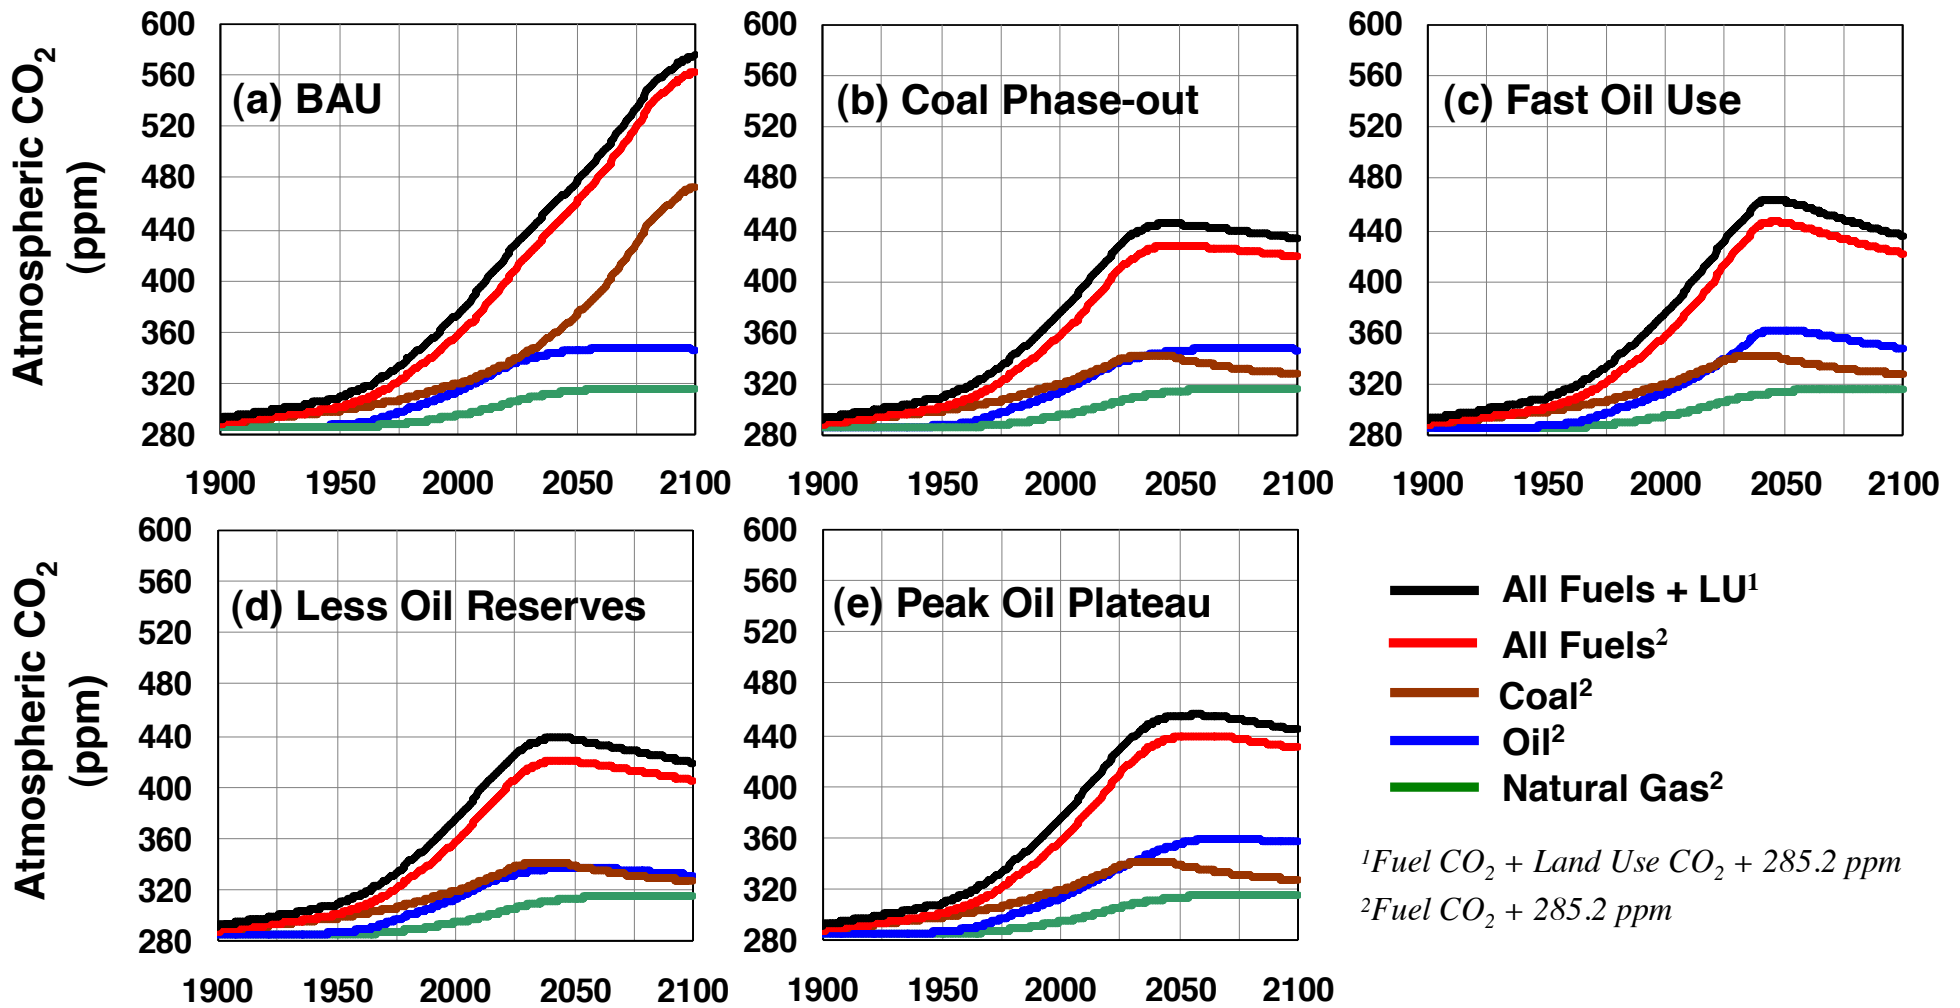 Atmospheric CO2
(ppm)
600
560
520
480
440
400
360
320
280
(a) BAU
1900 1950 2000 2050 2100
600
560
520
480
440
400
360
320
280
(b) Coal Phase-out
1900 1950 2000 2050 2100
600
560
520
480
440
400
360
320
280
(c) Fast Oil Use
1900 1950 2000 2050 2100
Atmospheric CO2
(ppm)
600
560
520
480
440
400
360
320
280
(d) Less Oil Reserves
1900 1950 2000 2050 2100
600
560
520
480
440
400
360
320
280
(e) Peak Oil Plateau
1900 1950 2000 2050 2100
All Fuels + LU¹
All Fuels²
Coal²
Oil²
Natural Gas²
¹Fuel CO2 + Land Use CO2 + 285.2 ppm
²Fuel CO2 + 285.2 ppm